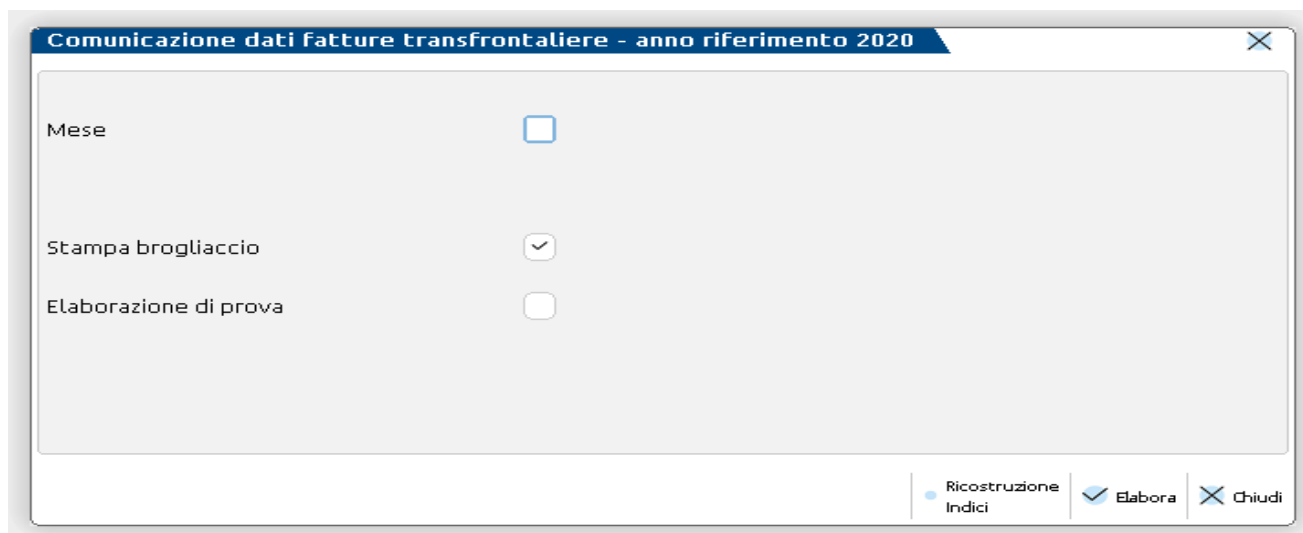 Comunicazione dati fatture transfrontaliere - anno riferimento 2020
Mese
Stampa brogliaccio
Elaborazione di prova
Ricostruzione
Indici
Elabora
Chiudi